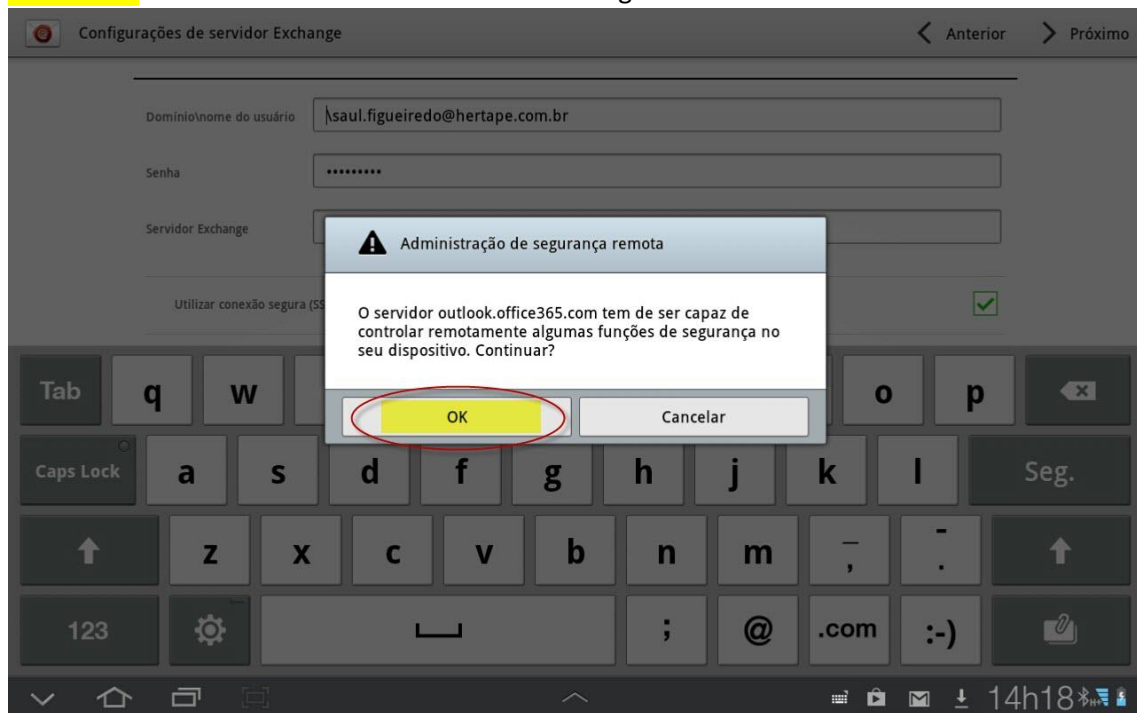 Configurações de servidor Exchange
Anterior
Próximo
Domínio\nome do usuário
\saul.figueiredo@hertape.com.br
Senha
•••••••••
Servidor Exchange
Utilizar conexão segura (SS
Administração de segurança remota
O servidor outlook.office365.com tem de ser capaz de
controlar remotamente algumas funções de segurança no
seu dispositivo. Continuar?
OK
Cancelar
Tab
q w o p
Caps Lock a s d f g h j k l Seg.
z x c v b n m _ , - .
123 ; @ .com :-)
14h18